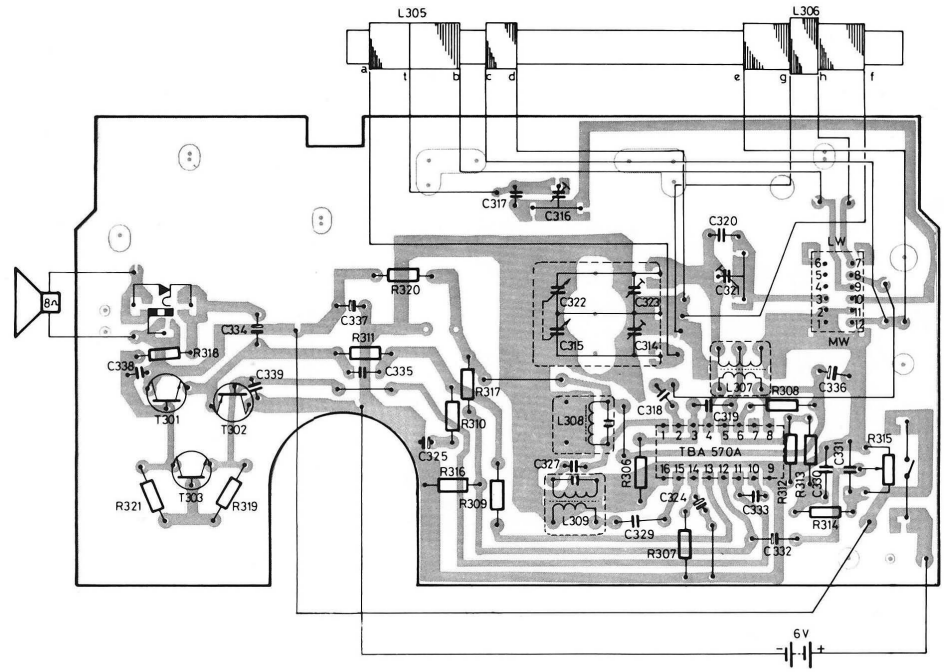 L305
L306
a
t
b
c
d
e
g
h
f
C317
C316
C320
LW
6
7
5
8
4
9
3
10
2
11
1
12
MW
8Ω
R320
C322
C323
C321
C337
C334
C315
C314
R311
R318
C338
C335
C339
R317
L307
C336
T301
T302
R310
C318
C319
R308
L308
1 2 3 4 5 6 7 8
TBA 570A
16 15 14 13 12 11 10 9
C325
R306
R312
R313
C330
C331
R315
C327
R316
T303
R321
R319
R309
C324
C333
L309
C329
R314
R307
C332
6V
-
+